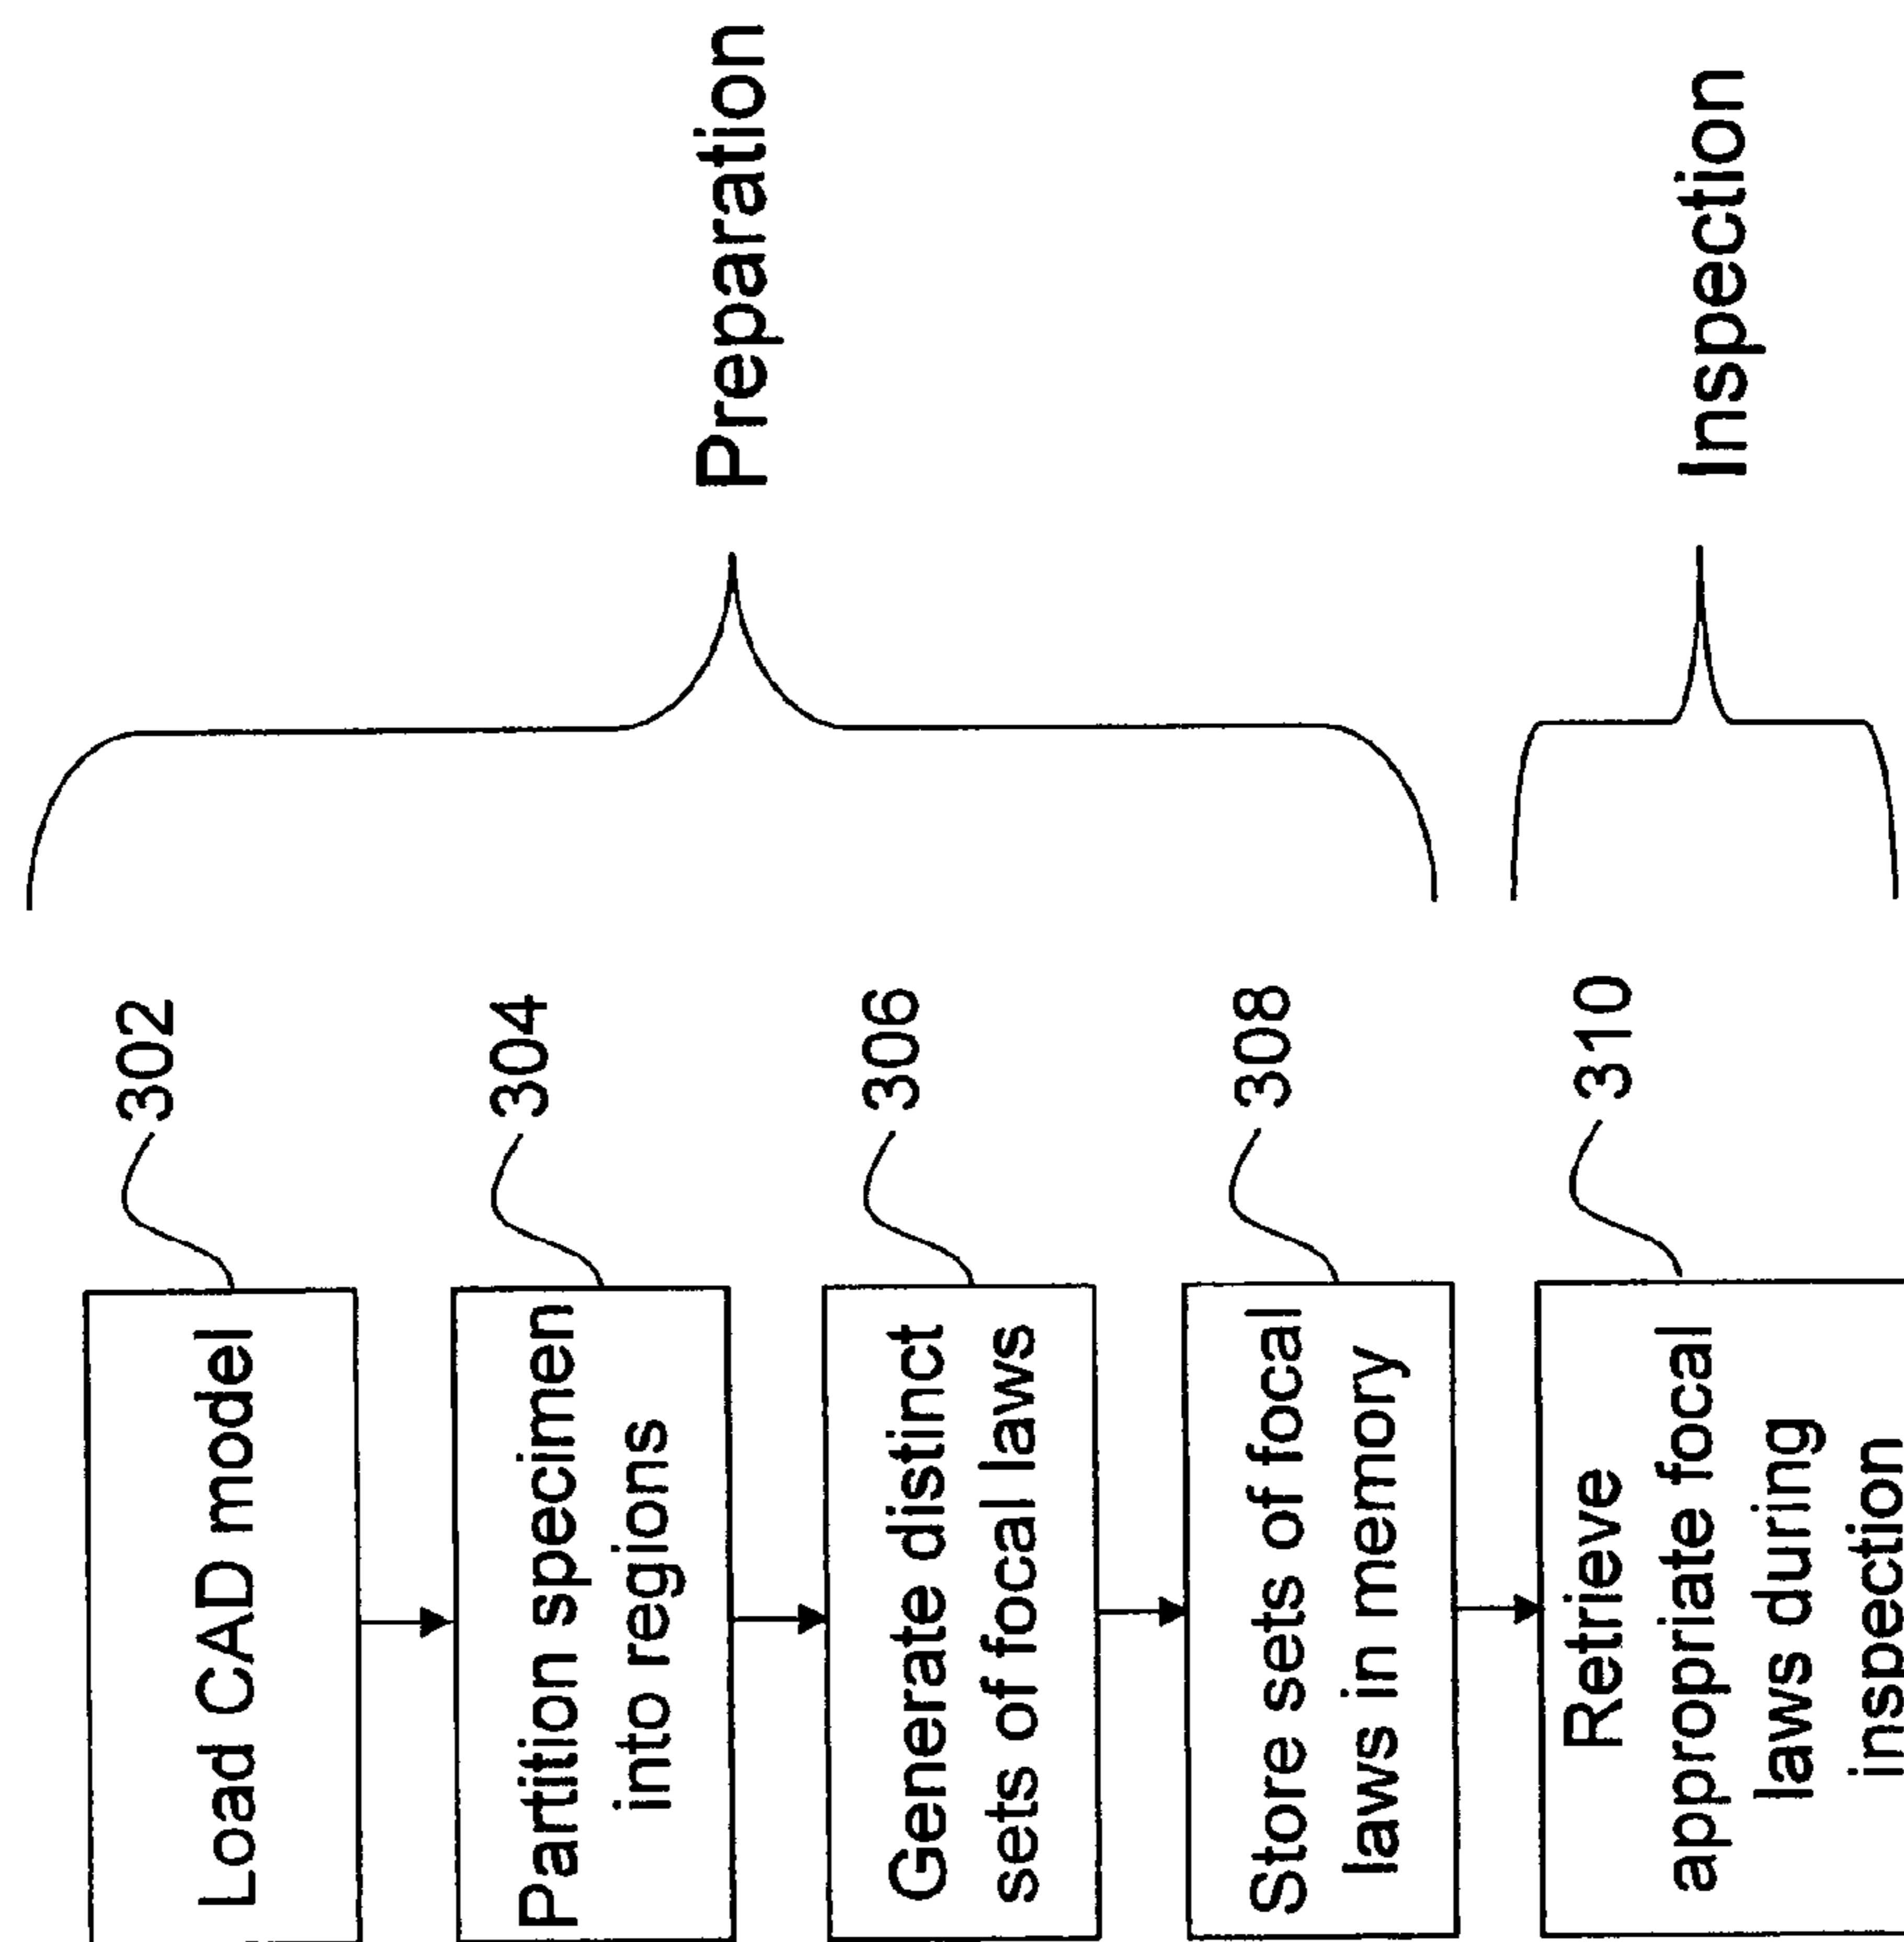 302
Load CAD model
304
Partition specimen
into regions
306
Generate distinct
sets of focal laws
308
Store sets of focal
laws in memory
310
Retrieve
appropriate focal
laws during
inspection
Preparation
Inspection